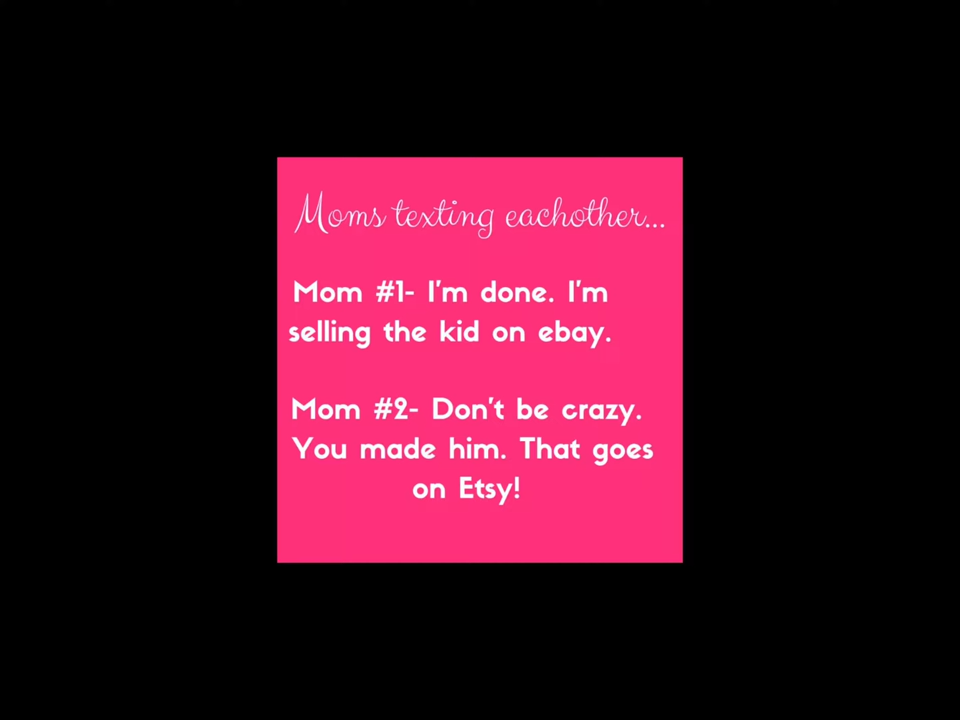 Moms texting eachother...
Mom #1- I'm done. I'm
selling the kid on ebay.
Mom #2- Don't be crazy.
You made him. That goes
on Etsy!